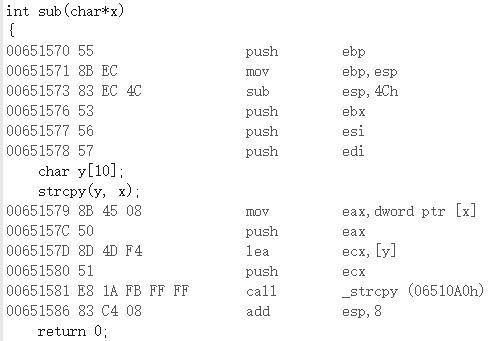 int sub(char*x)
{
00651570 55 push ebp
00651571 8B EC mov ebp,esp
00651573 83 EC 4C sub esp,4Ch
00651576 53 push ebx
00651577 56 push esi
00651578 57 push edi
char y[10];
strcpy(y, x);
00651579 8B 45 08 mov eax,dword ptr [x]
0065157C 50 push eax
0065157D 8D 4D F4 lea ecx,[y]
00651580 51 push ecx
00651581 E8 1A FB FF FF call _strcpy (06510A0h)
00651586 83 C4 08 add esp,8
return 0;